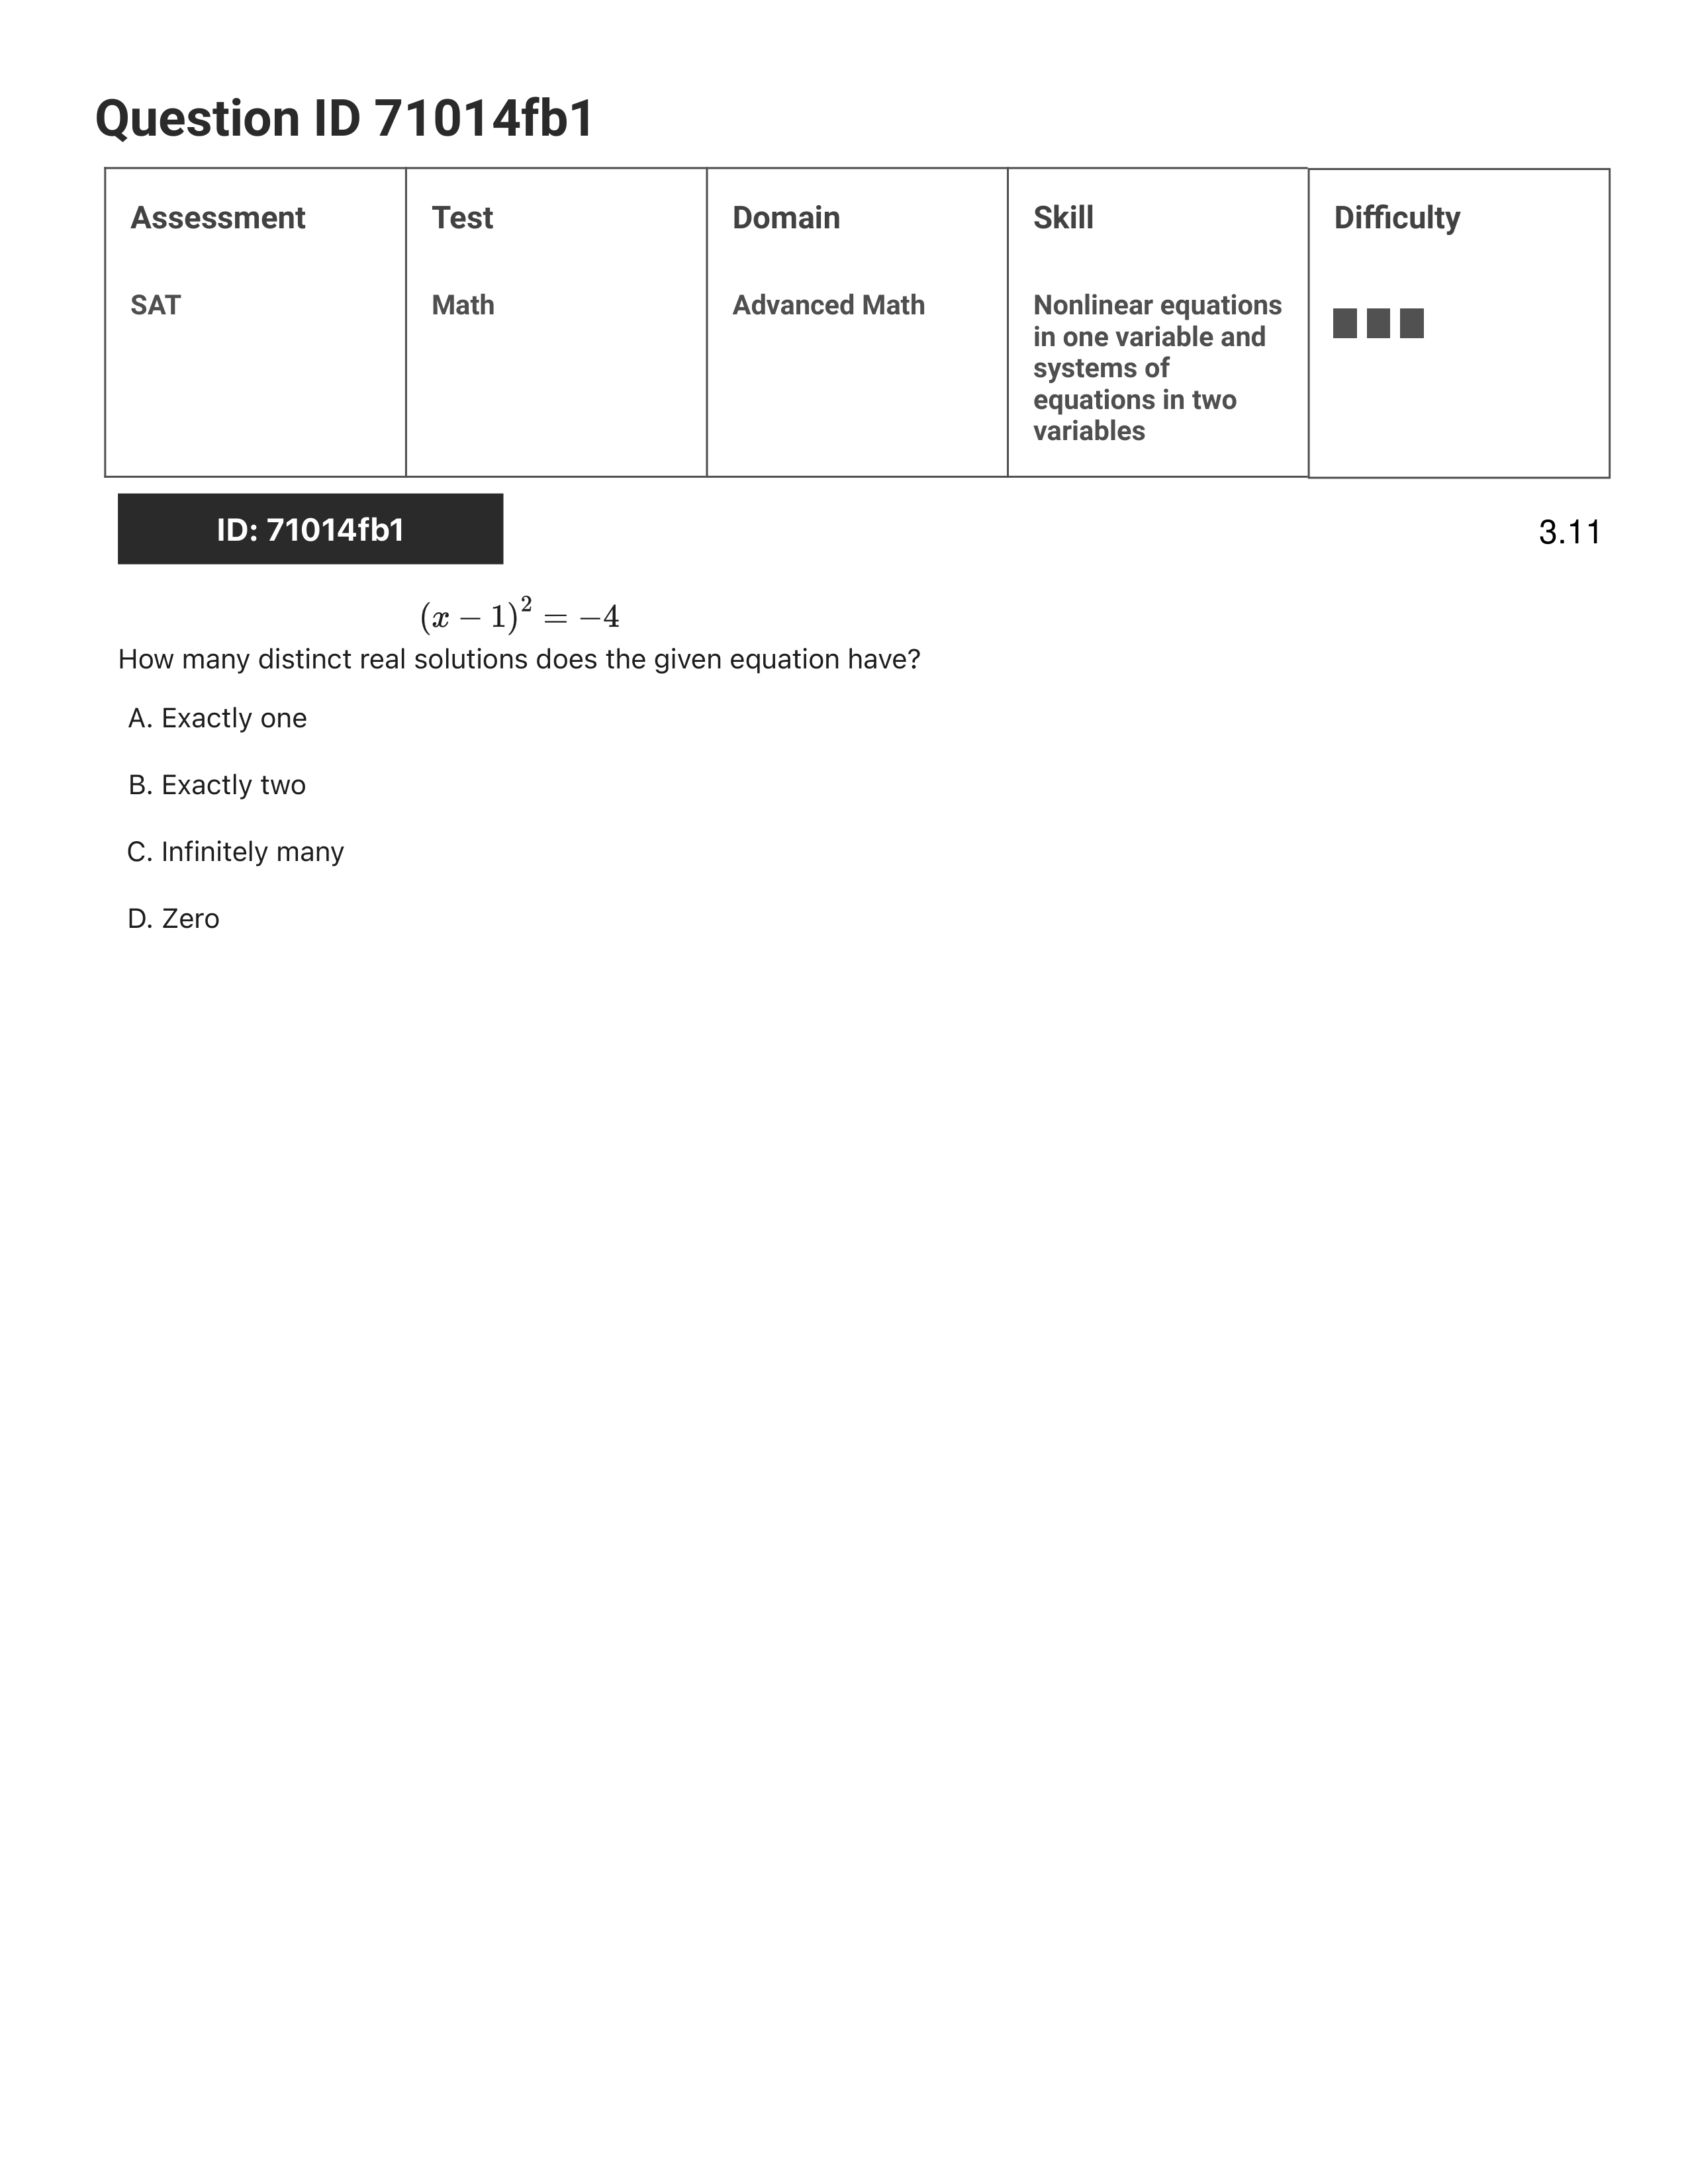 Question ID 71014fb1
Assessment
Test
Domain
Skill
Difficulty
SAT
Math
Advanced Math
Nonlinear equations
in one variable and
systems of
equations in two
variables
ID: 71014fb1
3.11
(x − 1)² = −4
How many distinct real solutions does the given equation have?
A. Exactly one
B. Exactly two
C. Infinitely many
D. Zero